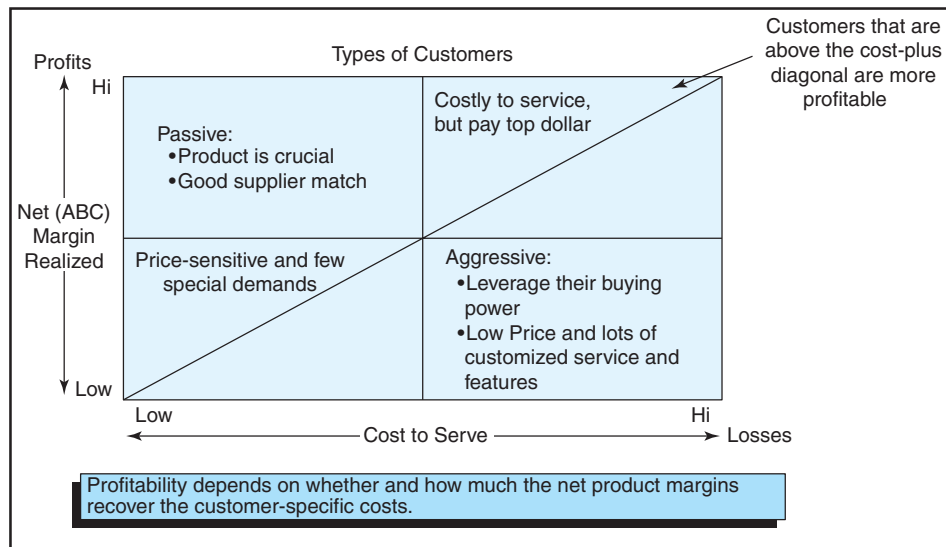 Types of Customers
Customers that are
above the cost-plus
diagonal are more
profitable
Profits
Hi
Net (ABC)
Margin
Realized
Low
Passive:
•Product is crucial
•Good supplier match
Costly to service,
but pay top dollar
Price-sensitive and few
special demands
Aggressive:
•Leverage their buying
power
•Low Price and lots of
customized service and
features
Low
Hi
Cost to Serve
Losses
Profitability depends on whether and how much the net product margins
recover the customer-specific costs.